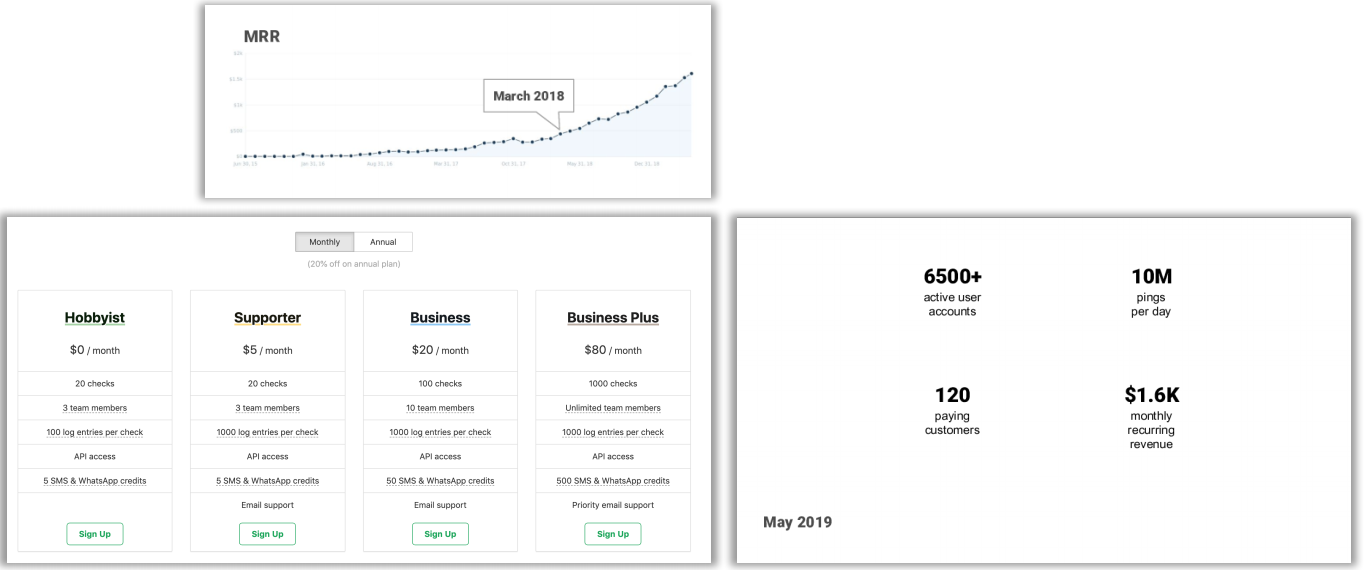 MRR
$2K
$1.5K
March 2018
$1K
$500
$0
Jun 30, 15
Jan 31, 16
Aug 31, 16
Mar 31, 17
Oct 31, 17
May 31, 18
Dec 31, 18
Monthly
Annual
(20% off on annual plan)
Hobbyist
$0 / month
20 checks
3 team members
100 log entries per check
API access
5 SMS & WhatsApp credits
Sign Up
Supporter
$5 / month
20 checks
3 team members
1000 log entries per check
API access
5 SMS & WhatsApp credits
Email support
Sign Up
Business
$20 / month
100 checks
10 team members
1000 log entries per check
API access
50 SMS & WhatsApp credits
Email support
Sign Up
Business Plus
$80 / month
1000 checks
Unlimited team members
1000 log entries per check
API access
500 SMS & WhatsApp credits
Priority email support
Sign Up
6500+
active user
accounts
10M
pings
per day
120
paying
customers
$1.6K
monthly
recurring
revenue
May 2019